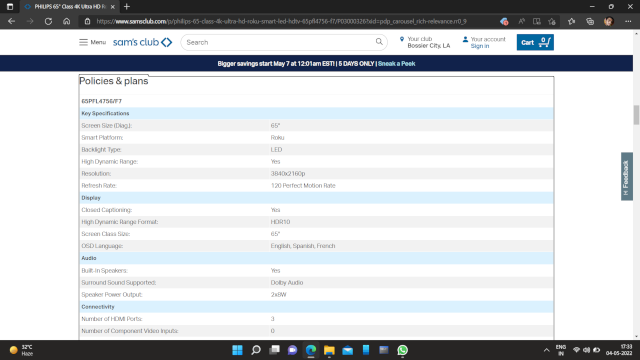 PHILIPS 65" Class 4K Ultra HD Ro
https://www.samsclub.com/p/philips-65-class-4k-ultra-hd-roku-smart-led-hdtv-65pfl4756-f7/P03000326?xid=pdp_carousel_rich-relevance.rr0_9
Menu
sam's club
Search
Your club
Bossier City, LA
Your account
Sign in
Cart 0
Bigger savings start May 7 at 12:01am EST! | 5 DAYS ONLY | Sneak a Peek
Policies & plans
65PFL4756/F7
Key Specifications
Screen Size (Diag.): 65"
Smart Platform: Roku
Backlight Type: LED
High Dynamic Range: Yes
Resolution: 3840x2160p
Refresh Rate: 120 Perfect Motion Rate
Display
Closed Captioning: Yes
High Dynamic Range Format: HDR10
Screen Class Size: 65"
OSD Language: English, Spanish, French
Audio
Built-in Speakers: Yes
Surround Sound Supported: Dolby Audio
Speaker Power Output: 2x8W
Connectivity
Number of HDMI Ports: 3
Number of Component Video Inputs: 0
Feedback
32°C
Haze
ENG
IN
17:33
04-05-2022